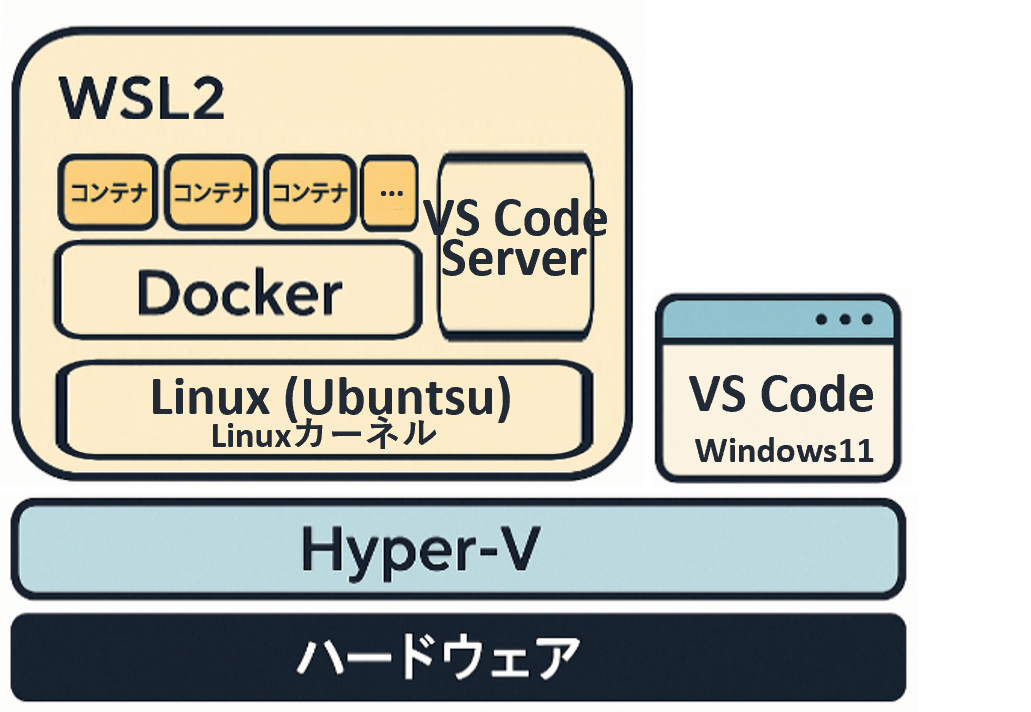 WSL2
コンテナ
コンテナ
コンテナ
...
VS Code
Server
Docker
Linux (Ubuntsu)
Linuxカーネル
VS Code
Windows11
Hyper-V
ハードウェア